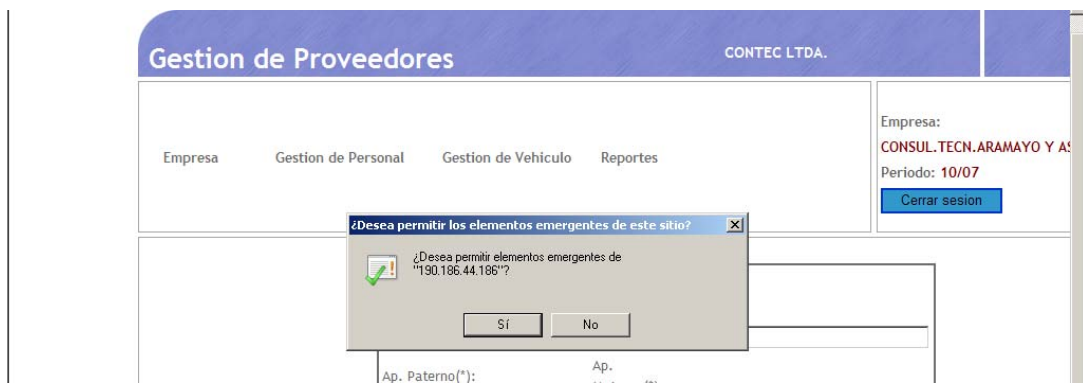 Gestion de Proveedores
CONTEC LTDA.
Empresa Gestion de Personal Gestion de Vehiculo Reportes
Empresa:
CONSUL.TECN.ARAMAYO Y
Periodo: 10/07
Cerrar sesion
¿Desea permitir los elementos emergentes de este sitio?
¿Desea permitir elementos emergentes de
"190.186.44.186"?
Sí No
Ap. Paterno(*):
Ap.